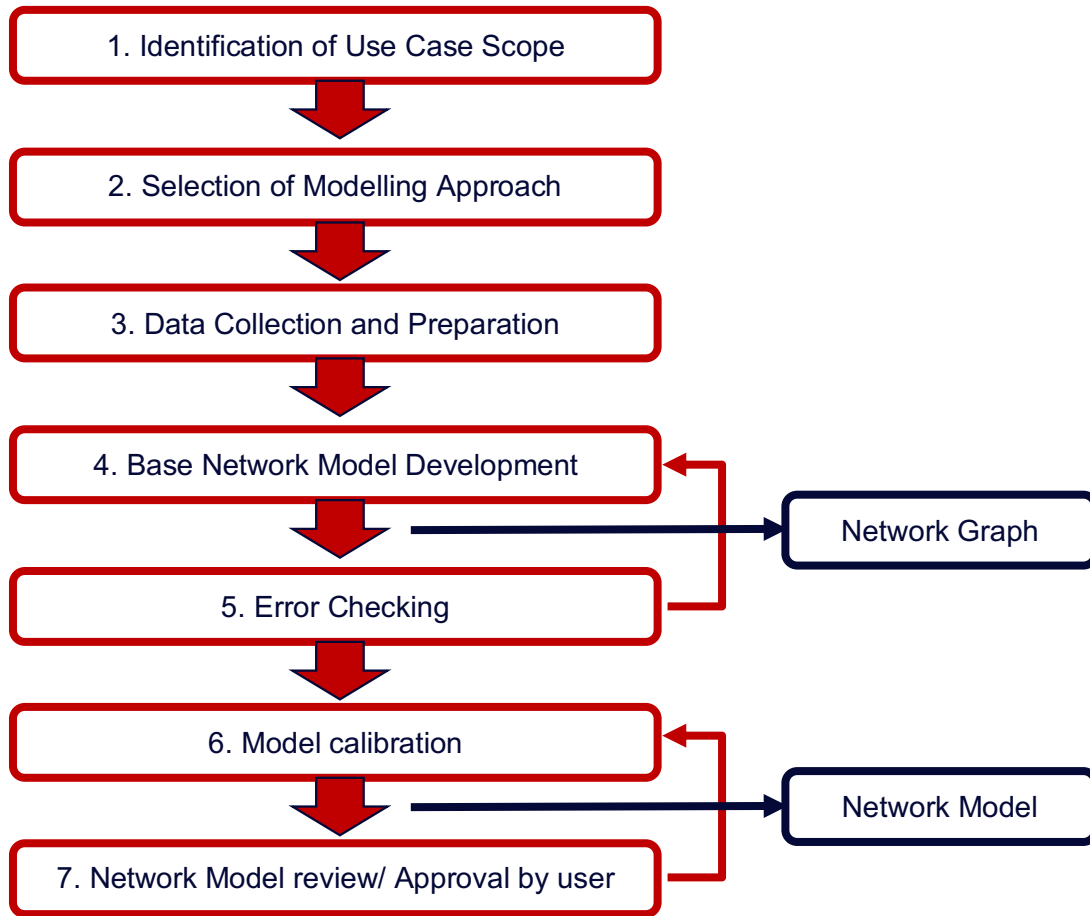 1. Identification of Use Case Scope
2. Selection of Modelling Approach
3. Data Collection and Preparation
4. Base Network Model Development
Network Graph
5. Error Checking
6. Model calibration
Network Model
7. Network Model review/ Approval by user